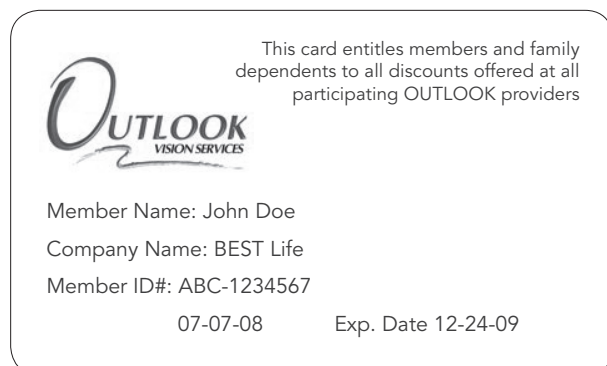 This card entitles members and family
dependents to all discounts offered at all
participating OUTLOOK providers
OUTLOOK
VISION SERVICES
Member Name: John Doe
Company Name: BEST Life
Member ID#: ABC-1234567
07-07-08 Exp. Date 12-24-09